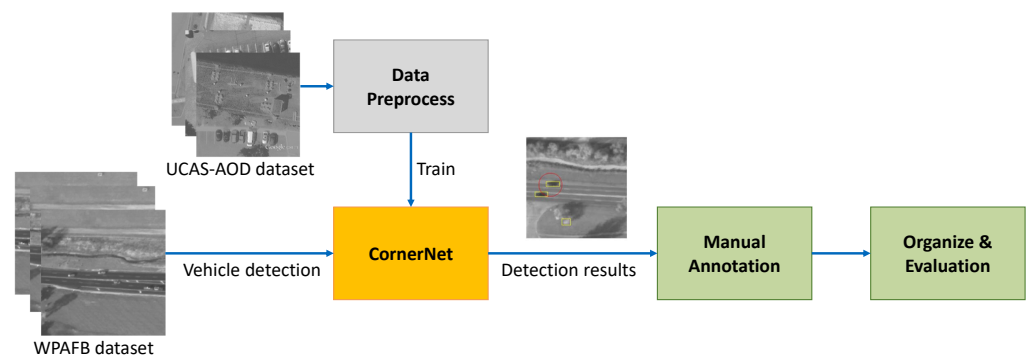 Data
Preprocess
UCAS-AOD dataset
Train
CornerNet
Vehicle detection
Detection results
Manual
Annotation
Organize &
Evaluation
WPAFB dataset